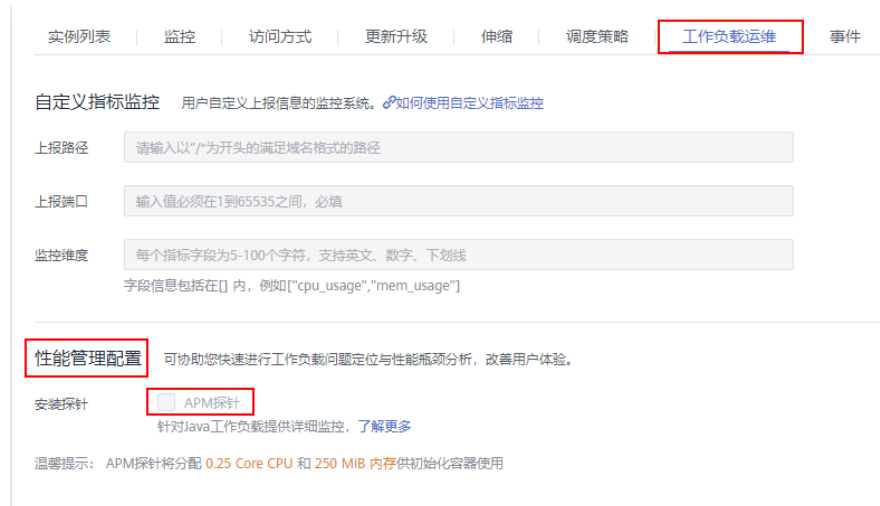 实例列表 监控 访问方式 更新升级 伸缩 调度策略 工作负载运维 事件
自定义指标监控 用户自定义上报信息的监控系统。如何使用自定义指标监控
上报路径 请输入以"/"为开头的满足域名格式的路径
上报端口 输入值必须在1到65535之间，必填
监控维度 每个指标字段为5-100个字符，支持英文、数字、下划线
字段信息包括在[] 内，例如["cpu_usage","mem_usage"]
性能管理配置 可协助您快速进行工作负载问题定位与性能瓶颈分析，改善用户体验。
安装探针 APM探针
针对Java工作负载提供详细监控，了解更多
温馨提示： APM探针将分配 0.25 Core CPU 和 250 MiB 内存供初始化容器使用